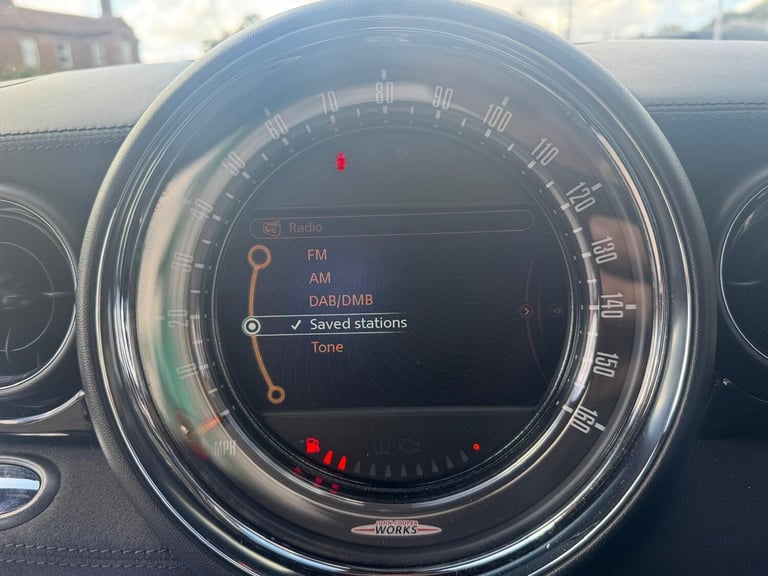 10
20
30
40
50
60
70
80
90
100
110
120
130
140
150
160
MPH
Radio
FM
AM
DAB/DMB
✓ Saved stations
Tone
JOHN COOPER
WORKS